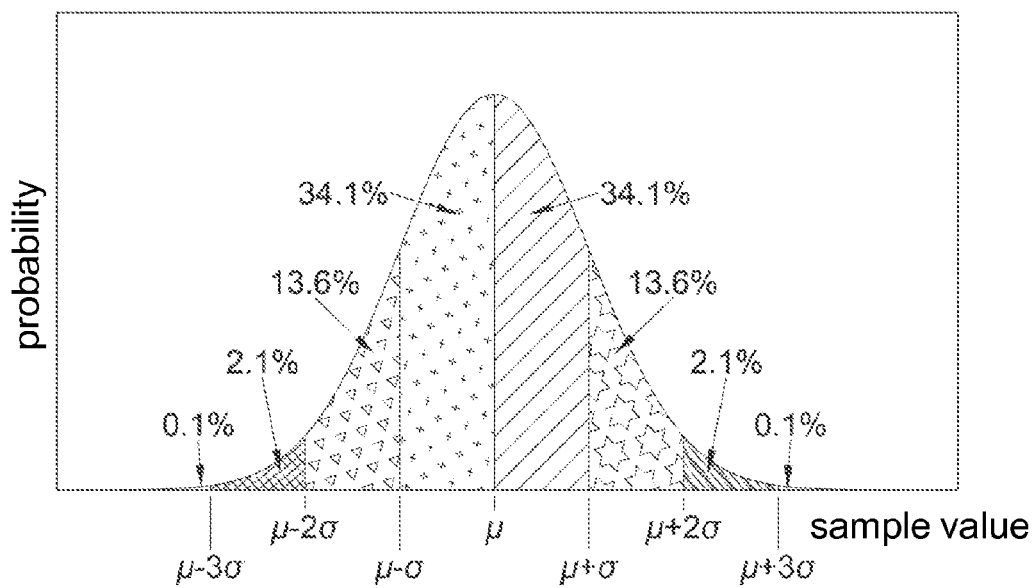 34.1%
34.1%
13.6%
13.6%
2.1%
2.1%
0.1%
0.1%
probability
μ-2σ
μ
μ+2σ
sample value
μ-3σ
μ-σ
μ+σ
μ+3σ